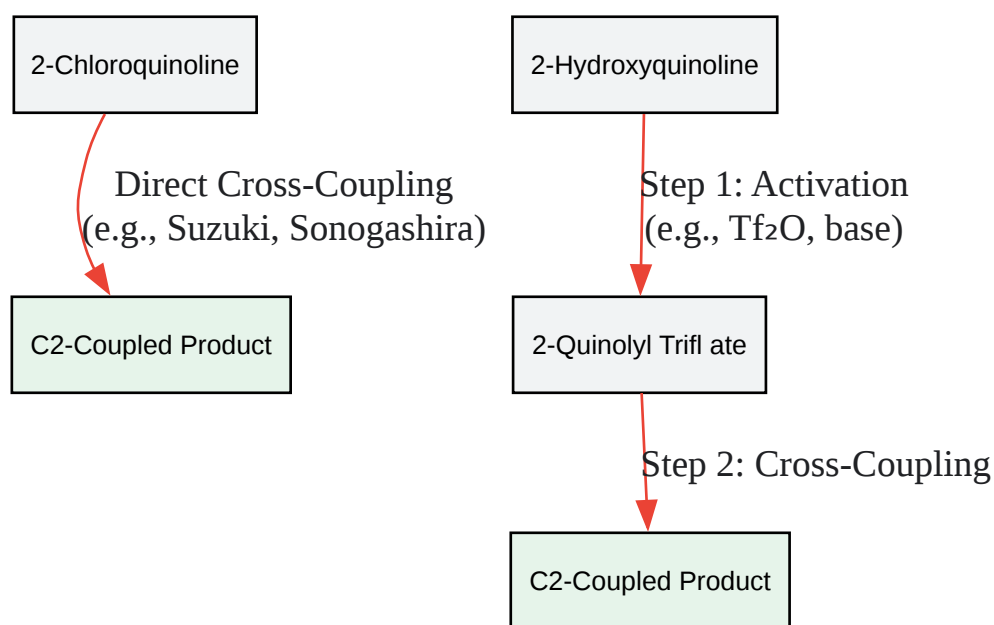 2-Chloroquinoline
2-Hydroxyquinoline
Direct Cross-Coupling
(e.g., Suzuki, Sonogashira)
Step 1: Activation
(e.g., Tf₂O, base)
C2-Coupled Product
2-Quinolyl Trifl ate
Step 2: Cross-Coupling
C2-Coupled Product